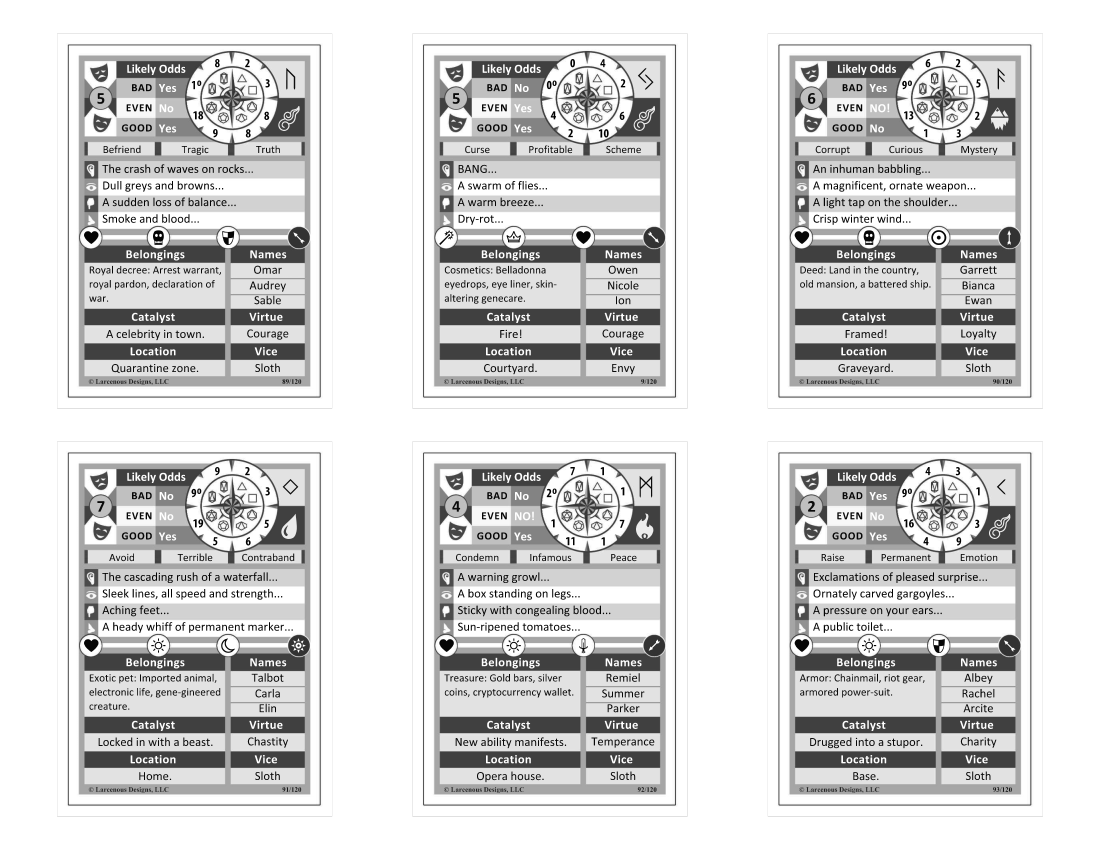 Likely Odds
BAD Yes
EVEN No
GOOD Yes
5
8 2 3 8 8 9 18 1º
Befriend Tragic Truth
The crash of waves on rocks...
Dull greys and browns...
A sudden loss of balance...
Smoke and blood...
Belongings
Royal decree: Arrest warrant,
royal pardon, declaration of
war.
Names
Omar
Audrey
Sable
Catalyst
A celebrity in town.
Virtue
Courage
Location
Quarantine zone.
Vice
Sloth
© Larcenous Designs, LLC 89/120
Likely Odds
BAD No
EVEN Yes
GOOD Yes
5
0 4 2 6 10 2 4 0º
Curse Profitable Scheme
BANG...
A swarm of flies...
A warm breeze...
Dry-rot...
Belongings
Cosmetics: Belladonna
eyedrops, eye liner, skin-
altering genecare.
Names
Owen
Nicole
Ion
Catalyst
Fire!
Virtue
Courage
Location
Courtyard.
Vice
Envy
© Larcenous Designs, LLC 9/120
Likely Odds
BAD Yes
EVEN NO!
GOOD No
6
6 2 5 2 3 1 13 9º
Corrupt Curious Mystery
An inhuman babbling...
A magnificent, ornate weapon...
A light tap on the shoulder...
Crisp winter wind...
Belongings
Deed: Land in the country,
old mansion, a battered ship.
Names
Garrett
Bianca
Ewan
Catalyst
Framed!
Virtue
Loyalty
Location
Graveyard.
Vice
Sloth
© Larcenous Designs, LLC 90/120
Likely Odds
BAD No
EVEN No
GOOD Yes
7
9 2 3 5 6 5 19 9º
Avoid Terrible Contraband
The cascading rush of a waterfall...
Sleek lines, all speed and strength...
Aching feet...
A heady whiff of permanent marker...
Belongings
Exotic pet: Imported animal,
electronic life, gene-gineered
creature.
Names
Talbot
Carla
Elin
Catalyst
Locked in with a beast.
Virtue
Chastity
Location
Home.
Vice
Sloth
© Larcenous Designs, LLC 91/120
Likely Odds
BAD No
EVEN NO!
GOOD Yes
4
7 1 1 7 1 11 1 2º
Condemn Infamous Peace
A warning growl...
A box standing on legs...
Sticky with congealing blood...
Sun-ripened tomatoes...
Belongings
Treasure: Gold bars, silver
coins, cryptocurrency wallet.
Names
Remiel
Summer
Parker
Catalyst
New ability manifests.
Virtue
Temperance
Location
Opera house.
Vice
Sloth
© Larcenous Designs, LLC 92/120
Likely Odds
BAD Yes
EVEN No
GOOD Yes
2
4 3 1 4 9 4 16 9º
Raise Permanent Emotion
Exclamations of pleased surprise...
Ornately carved gargoyles...
A pressure on your ears...
A public toilet...
Belongings
Armor: Chainmail, riot gear,
armored power-suit.
Names
Albey
Rachel
Arcite
Catalyst
Drugged into a stupor.
Virtue
Charity
Location
Base.
Vice
Sloth
© Larcenous Designs, LLC 93/120